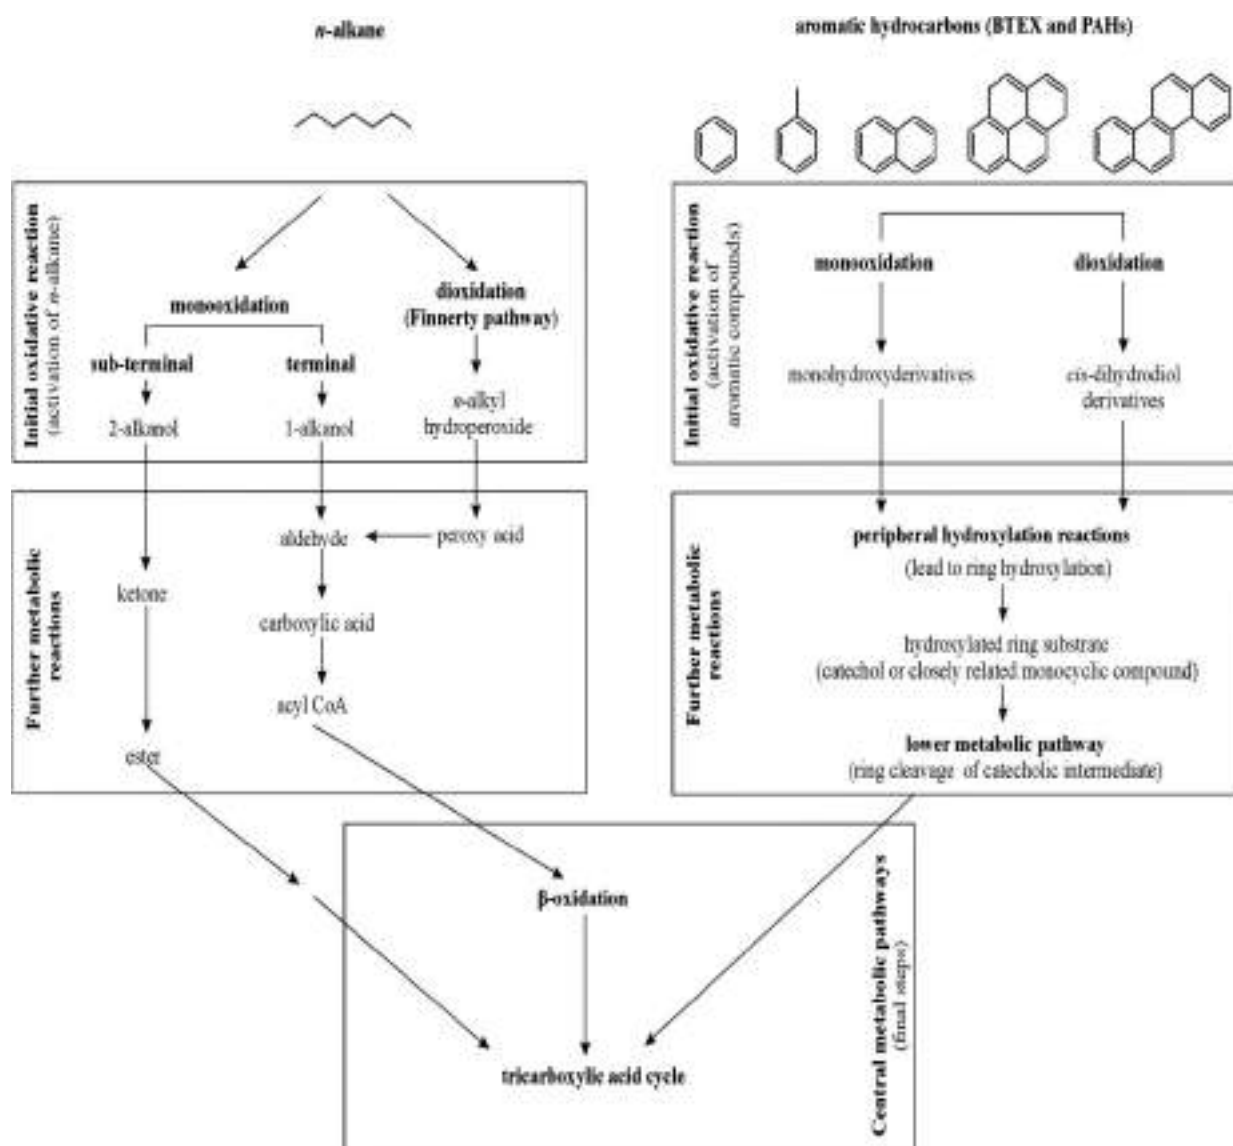 n-alkane
aromatic hydrocarbons (BTEX and PAHs)
Initial oxidative reaction
(activation of n-alkane)
monooxidation
dioxidation
(Finnerty pathway)
sub-terminal
terminal
2-alkanol
1-alkanol
n-alkyl
hydroperoxide
Initial oxidative reaction
(activation of
aromatic compounds)
monooxidation
dioxidation
monohydroxyderivatives
cis-dihydrodiol
derivatives
Further metabolic
reactions
aldehyde
peroxy acid
ketone
carboxylic acid
acyl CoA
ester
Further metabolic
reactions
peripheral hydroxylation reactions
(lead to ring hydroxylation)
hydroxylated ring substrate
(catechol or closely related monocyclic compound)
lower metabolic pathway
(ring cleavage of catecholic intermediate)
Central metabolic pathways
(final steps)
β-oxidation
tricarboxylic acid cycle